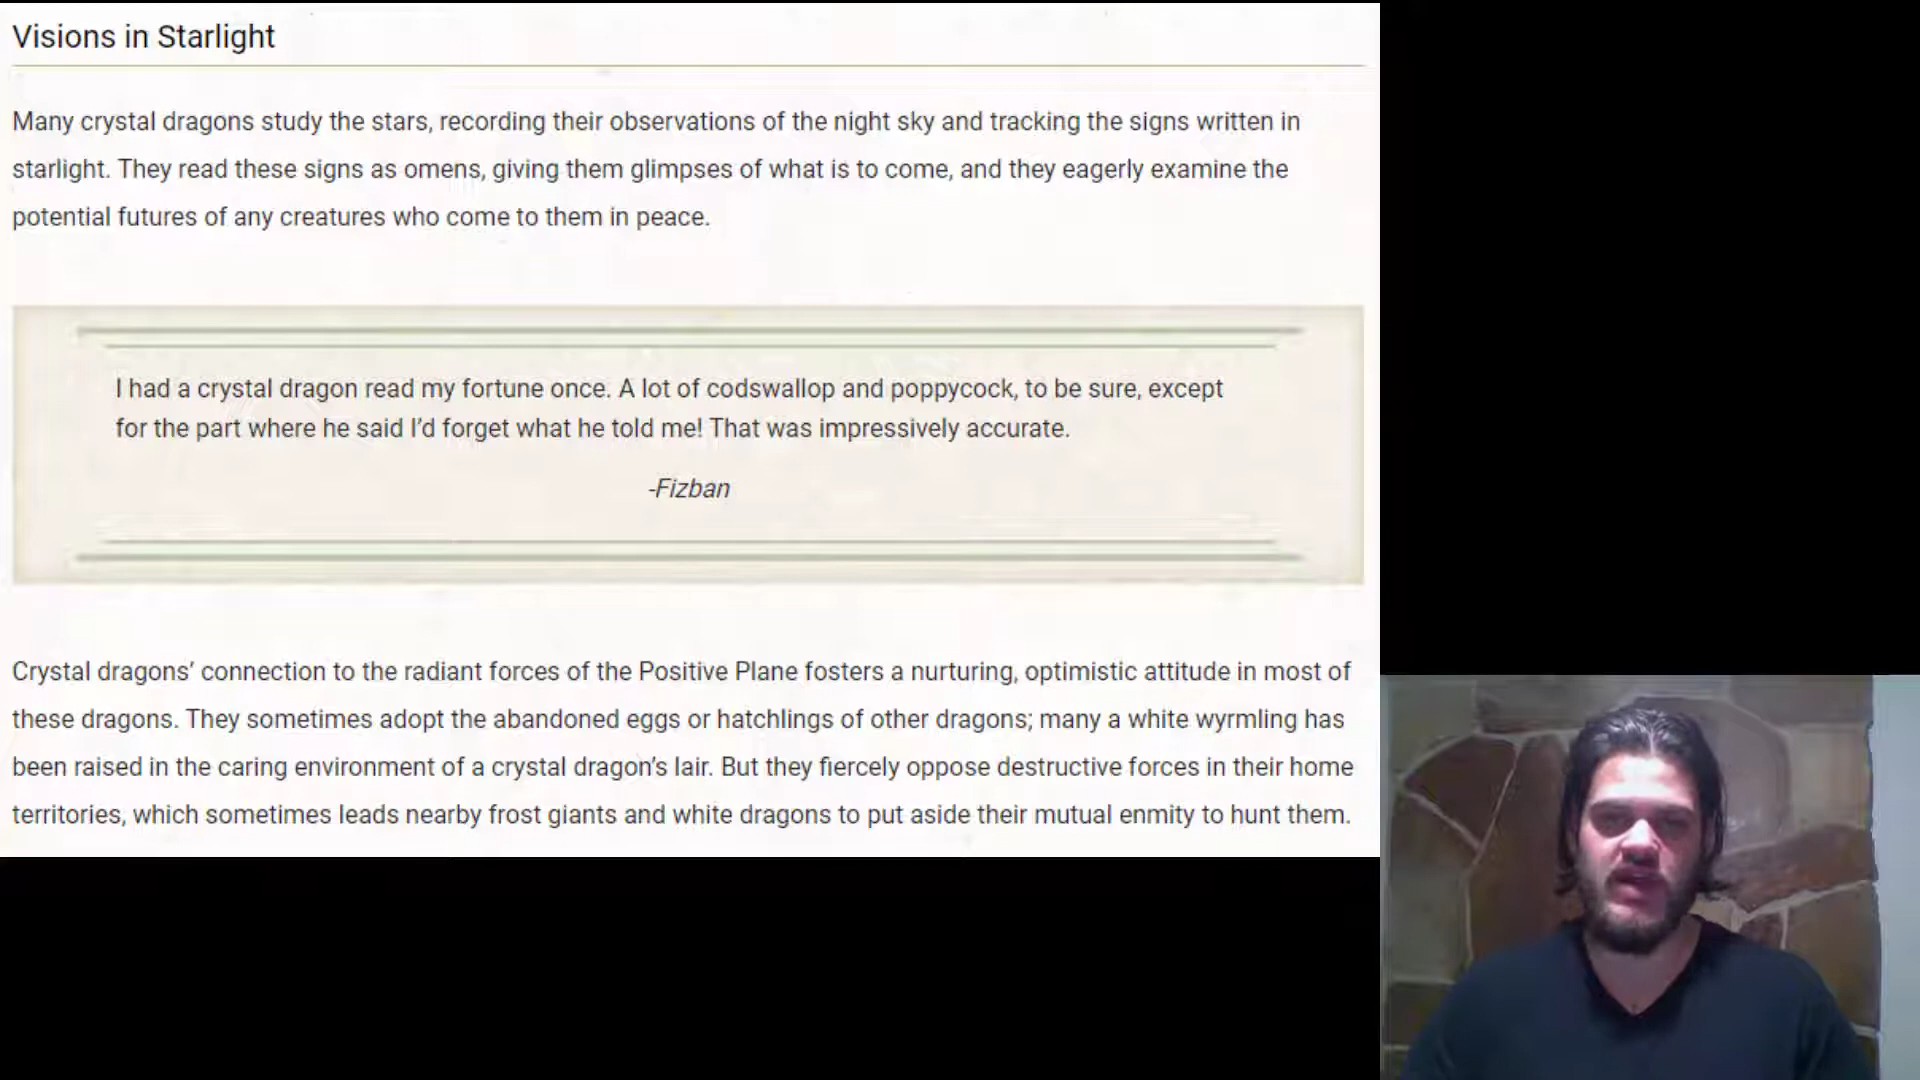 Visions in Starlight
Many crystal dragons study the stars, recording their observations of the night sky and tracking the signs written in
starlight. They read these signs as omens, giving them glimpses of what is to come, and they eagerly examine the
potential futures of any creatures who come to them in peace.
I had a crystal dragon read my fortune once. A lot of codswallop and poppycock, to be sure, except
for the part where he said I’d forget what he told me! That was impressively accurate.
-Fizban
Crystal dragons’ connection to the radiant forces of the Positive Plane fosters a nurturing, optimistic attitude in most of
these dragons. They sometimes adopt the abandoned eggs or hatchlings of other dragons; many a white wyrmling has
been raised in the caring environment of a crystal dragon’s lair. But they fiercely oppose destructive forces in their home
territories, which sometimes leads nearby frost giants and white dragons to put aside their mutual enmity to hunt them.